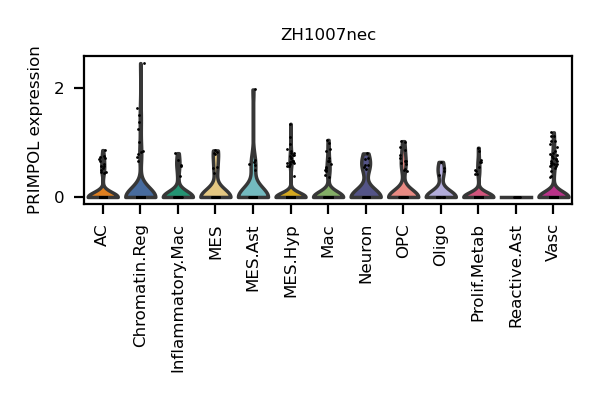 ZH1007nec
PRIMPOL expression
2
0
AC
Chromatin.Reg
Inflammatory.Mac
MES
MES.Ast
MES.Hyp
Mac
Neuron
OPC
Oligo
Prolif.Metab
Reactive.Ast
Vasc